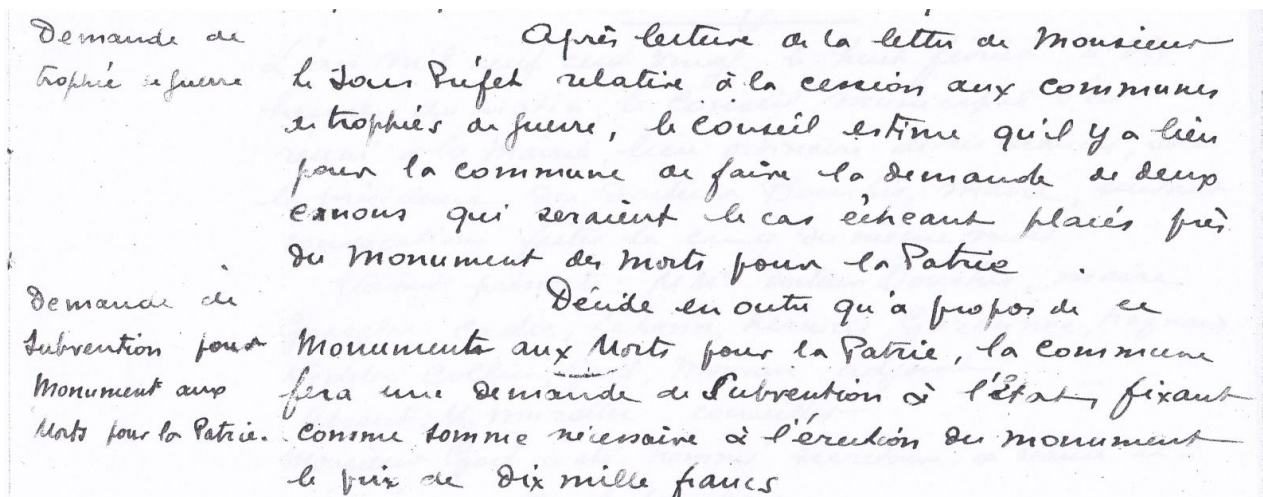 Demande de
trophée de guerre
Après lecture de la lettre de Monsieur
le Sous Préfet relative à la cession aux communes
de trophiés de guerre, le Conseil estime qu'il y a lieu
pour la commune de faire la demande de deux
canons qui seraient le cas écheant placés près
du Monument des Morts pour la Patrie.
Demande de
Subvention pour
Monument aux
Morts pour la Patrie.
Décide en outre qu'à propos de ce
Monuments aux Morts pour la Patrie, la Commune
fera une demande de Subvention à l'État, fixant
comme somme nécessaire à l'érection du monument
le prix de Dix mille francs